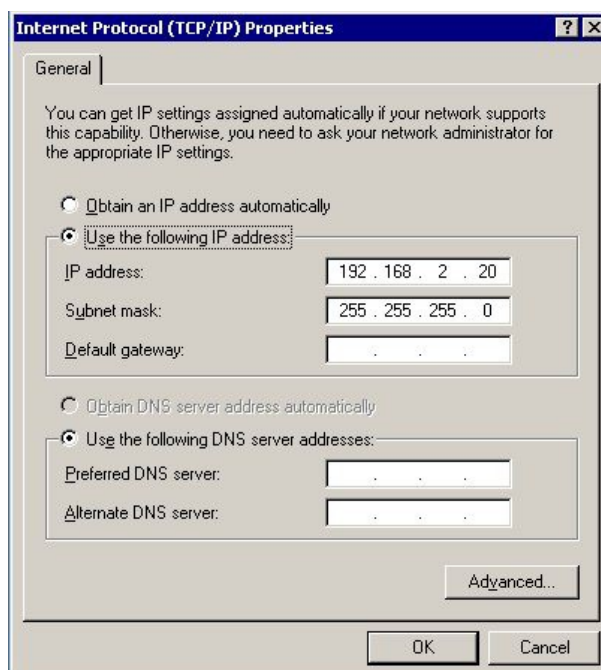 Internet Protocol (TCP/IP) Properties
General
You can get IP settings assigned automatically if your network supports
this capability. Otherwise, you need to ask your network administrator for
the appropriate IP settings.
Obtain an IP address automatically
Use the following IP address:
IP address: 192 . 168 . 2 . 20
Subnet mask: 255 . 255 . 255 . 0
Default gateway: . . .
Obtain DNS server address automatically
Use the following DNS server addresses:
Preferred DNS server: . . .
Alternate DNS server: . . .
Advanced...
OK Cancel